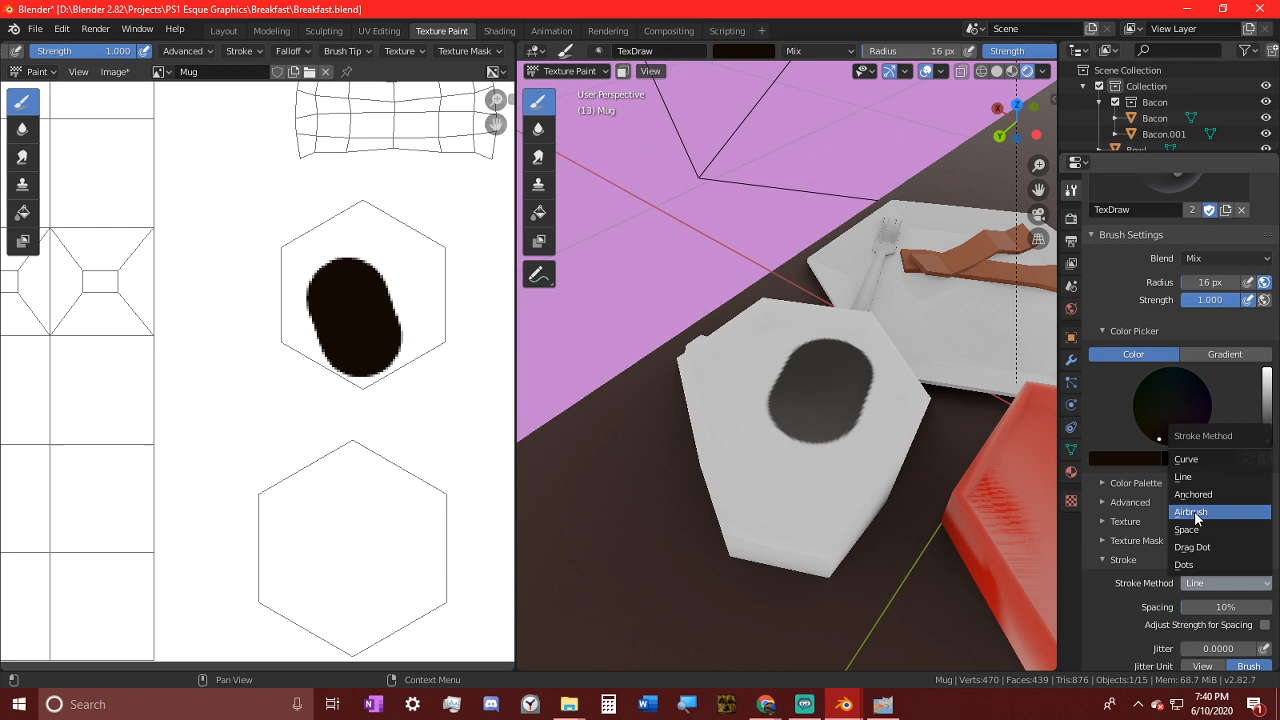 Blender* [D:\Blender 2.82\Projects\PS1 Esque Graphics\Breakfast\Breakfast.blend]
File Edit Render Window Help Layout Modeling Sculpting UV Editing Texture Paint Shading Animation Rendering Compositing Scripting Scene View Layer
Strength 1.000 Advanced Stroke Falloff Brush Tip Texture Texture Mask TexDraw Mix Radius 16 px Strength
Paint View Image* Mug Texture Paint View
Scene Collection
Collection
Bacon
Bacon
Bacon.001
User Perspective
(13) Mug
X
Z
Y
TexDraw 2
Brush Settings
Blend Mix
Radius 16 px
Strength 1.000
Color Picker
Color Gradient
Stroke Method
Curve
Line
Anchored
Airbrush
Space
Drag Dot
Dots
Color Palette
Advanced
Texture
Texture Mask
Stroke
Stroke Method Line
Spacing 10%
Adjust Strength for Spacing
Jitter 0.0000
Jitter Unit View Brush
Pan View Context Menu Mug | Verts:470 | Faces:439 | Tris:876 | Objects:1/15 | Mem: 68.7 MiB | v2.82.7
Search
7:40 PM
6/10/2020